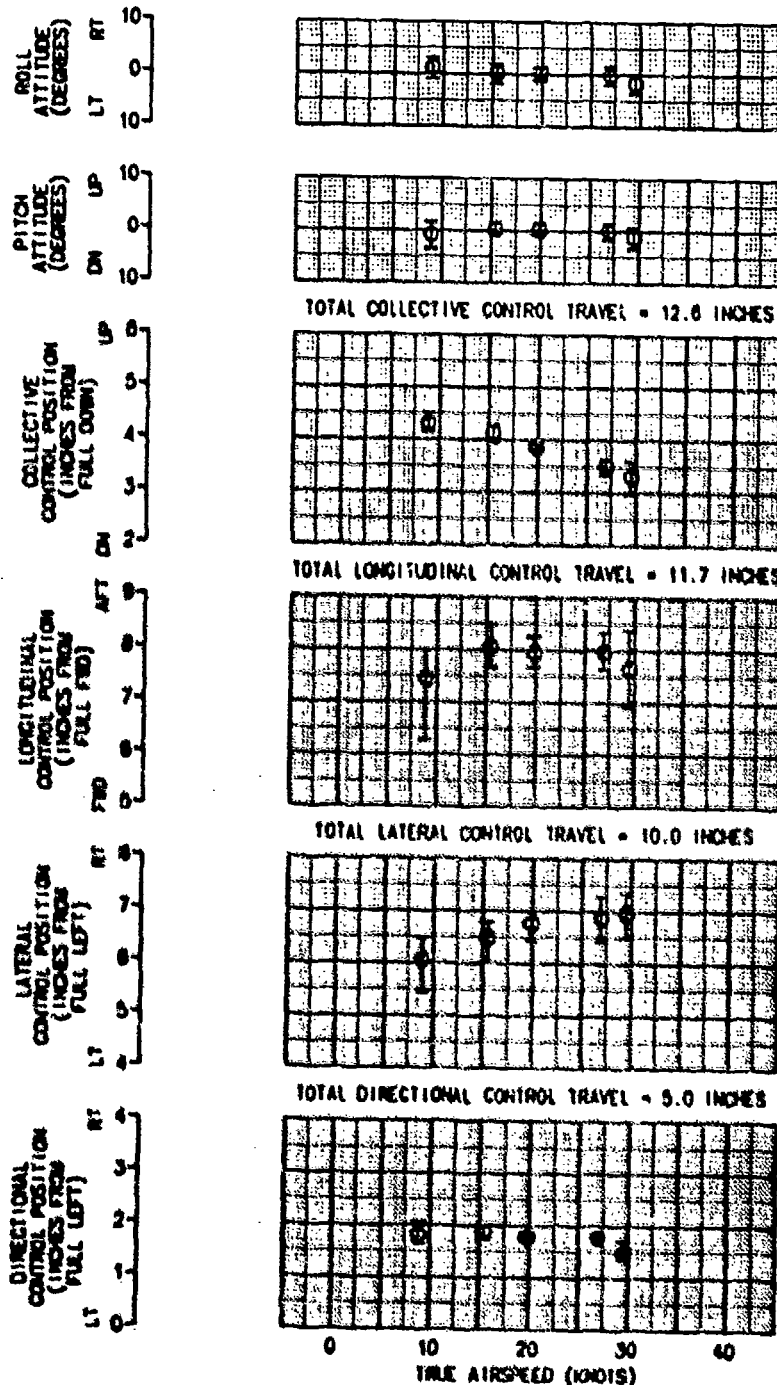 ROLL
ATTITUDE
(DEGREES)
LT RT
10
0
10
PITCH
ATTITUDE
(DEGREES)
DN UP
10
0
10
TOTAL COLLECTIVE CONTROL TRAVEL = 12.6 INCHES
COLLECTIVE
CONTROL POSITION
(INCHES FROM
FULL DOWN)
DN UP
6
5
4
3
2
TOTAL LONGITUDINAL CONTROL TRAVEL = 11.7 INCHES
LONGITUDINAL
CONTROL POSITION
(INCHES FROM
FULL FWD)
FWD AFT
9
8
7
6
5
TOTAL LATERAL CONTROL TRAVEL = 10.0 INCHES
LATERAL
CONTROL POSITION
(INCHES FROM
FULL LEFT)
LT RT
8
7
6
5
4
TOTAL DIRECTIONAL CONTROL TRAVEL = 5.0 INCHES
DIRECTIONAL
CONTROL POSITION
(INCHES FROM
FULL LEFT)
LT RT
4
3
2
1
0
0 10 20 30 40
TRUE AIRSPEED (KNOTS)